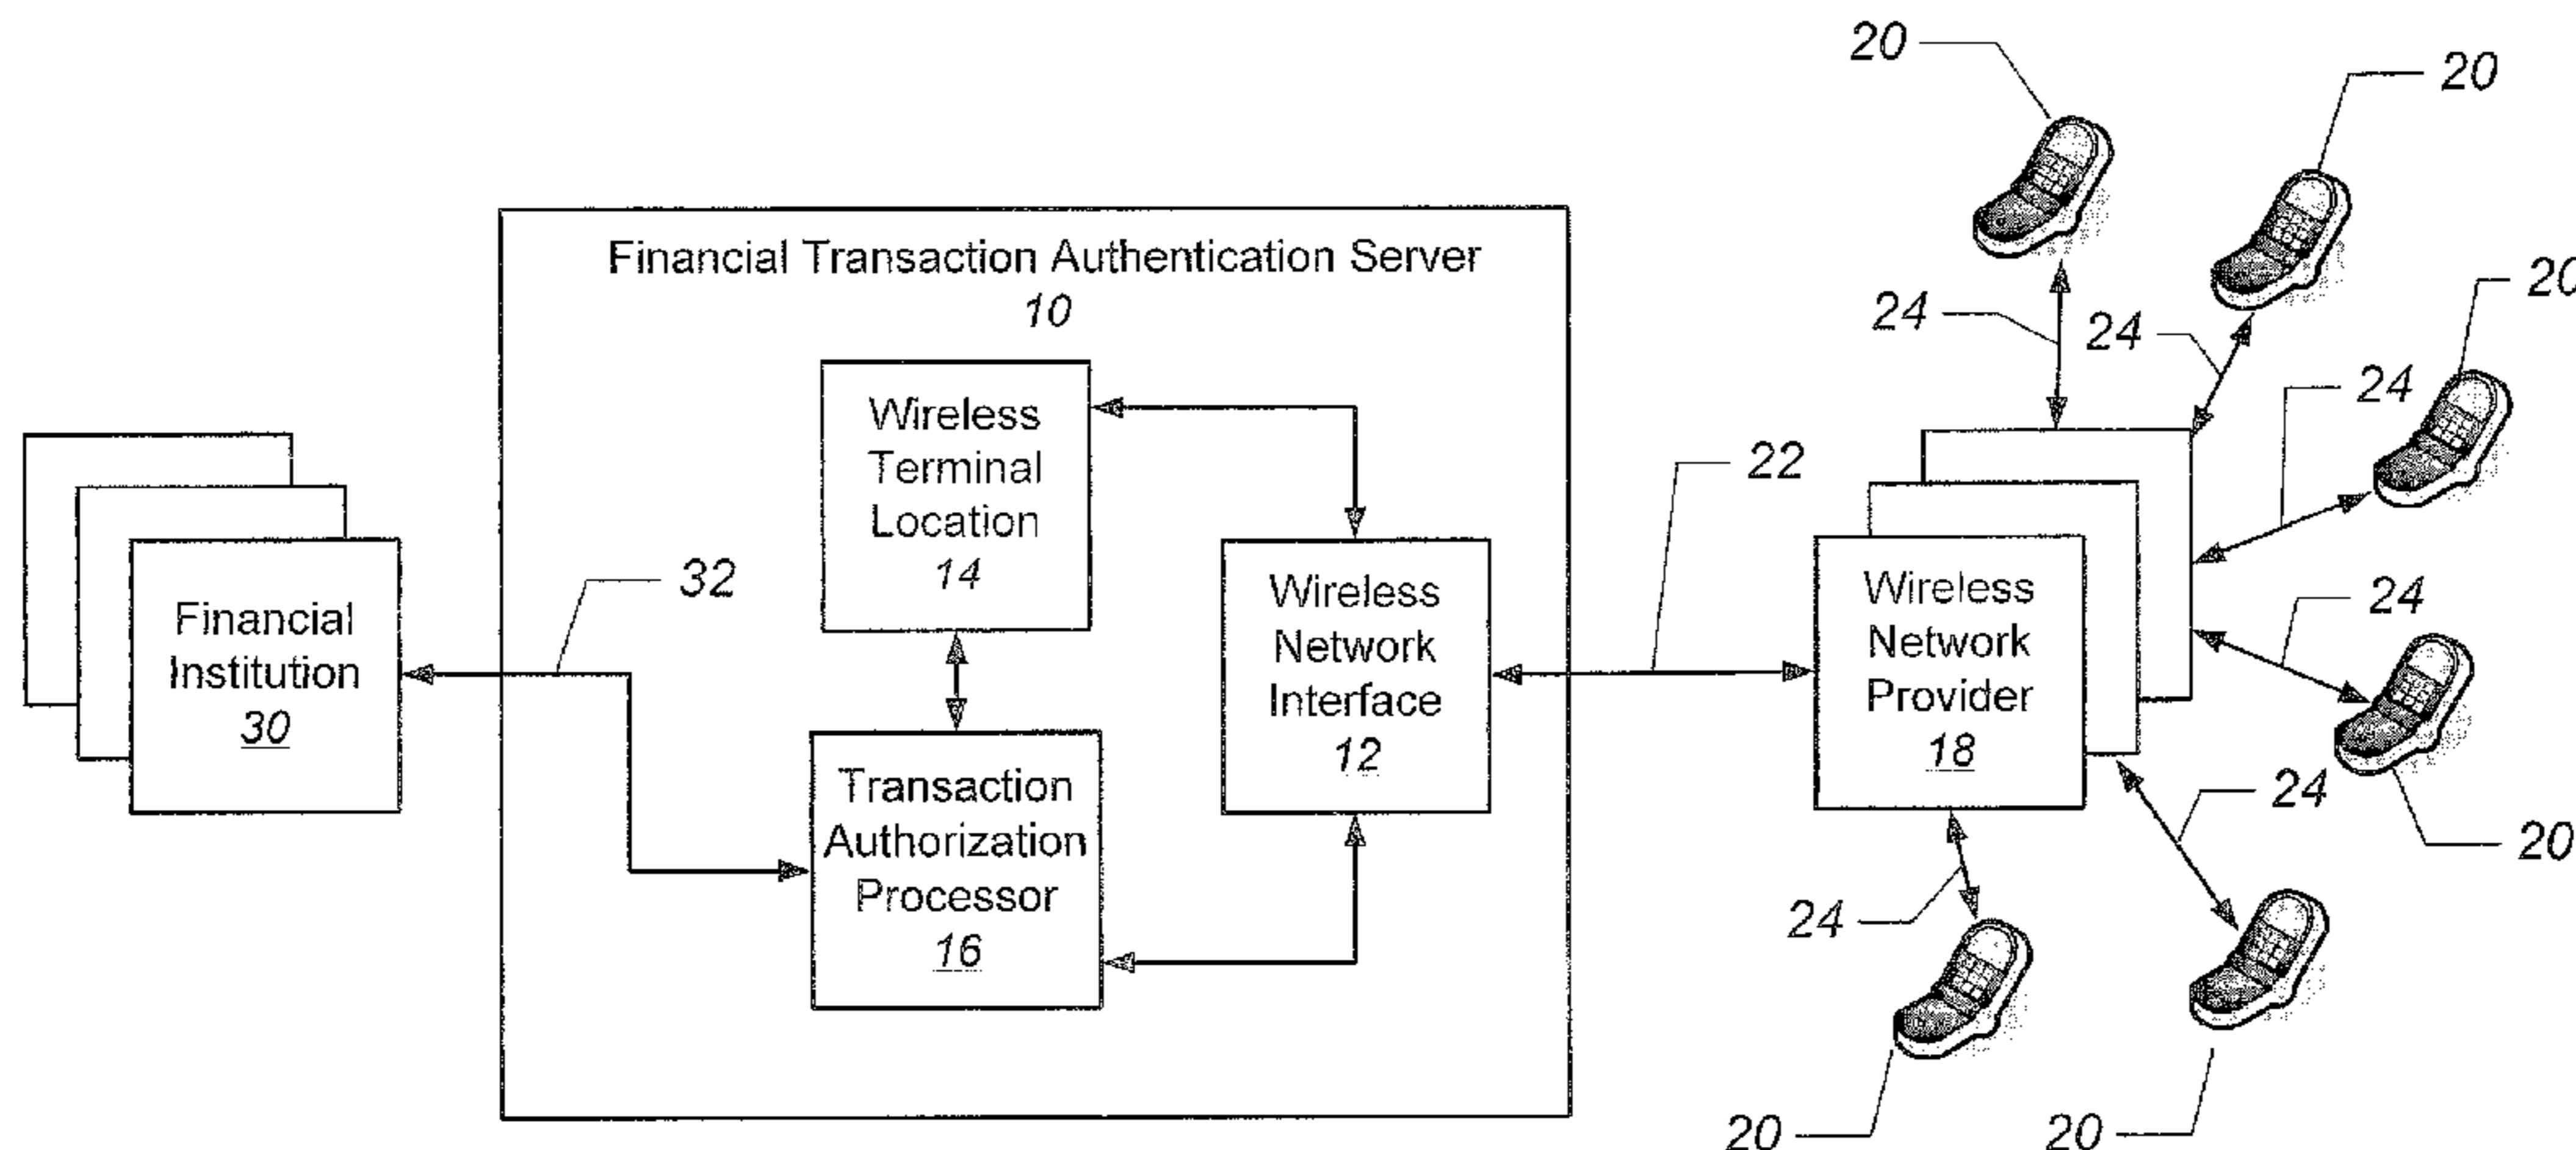 20
20
Financial Transaction Authentication Server
10
20
24
24
Wireless
Terminal
Location
14
24
22
32
Financial
Institution
30
Wireless
Network
Interface
12
Wireless
Network
Provider
18
24
Transaction
Authorization
Processor
16
24
20
24
20
20